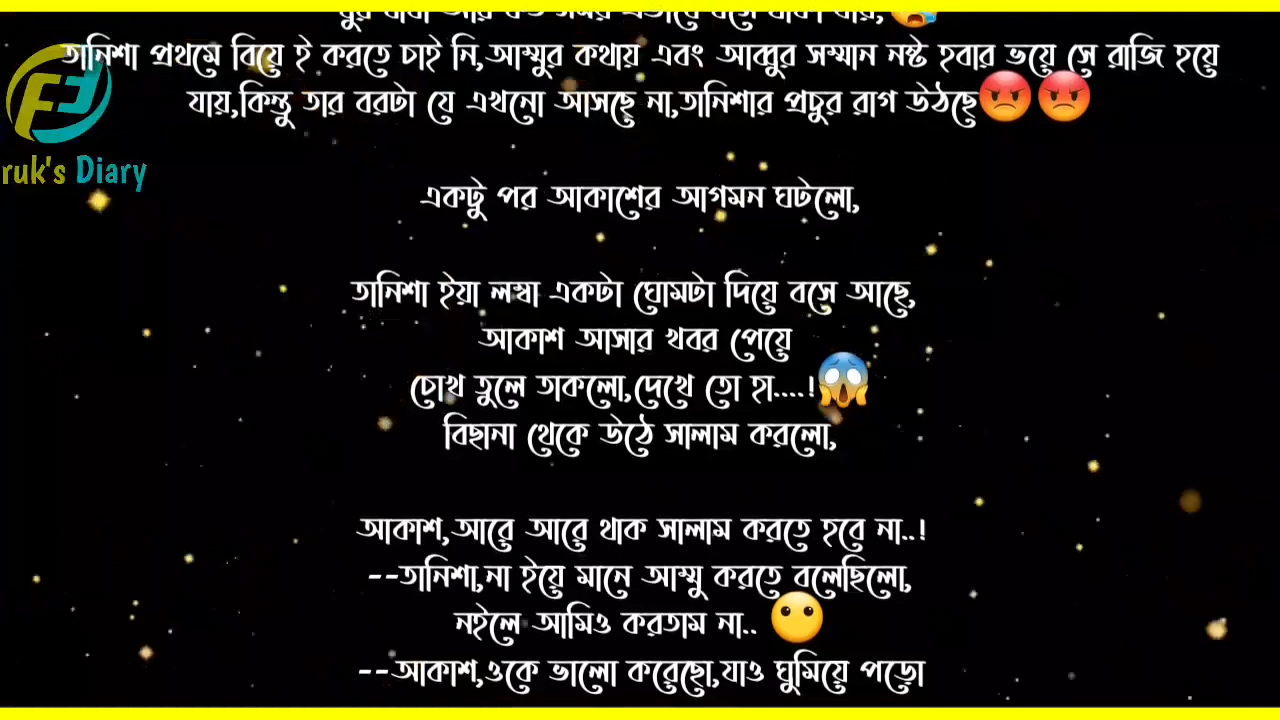 তানিশা প্রথমে বিয়ে ই করতে চাই নি,আম্মুর কথায় এবং আব্বুর সম্মান নষ্ট হবার ভয়ে সে রাজি হয়ে
যায়,কিন্তু তার বরটা যে এখনো আসছে না,তানিশার প্রচুর রাগ উঠছে😡😡
ruk's Diary
একটু পর আকাশের আগমন ঘটলো,
তানিশা ইয়া লম্বা একটা ঘোমটা দিয়ে বসে আছে,
আকাশ আসার খবর পেয়ে
চোখ তুলে তাকলো,দেখে তো হা....!😱
বিছানা থেকে উঠে সালাম করলো,
আকাশ,আরে আরে থাক সালাম করতে হবে না..!
--তানিশা,না ইয়ে মানে আম্মু করতে বলেছিলো,
নইলে আমিও করতাম না.. 😶
--আকাশ,ওকে ভালো করেছো,যাও ঘুমিয়ে পড়ো